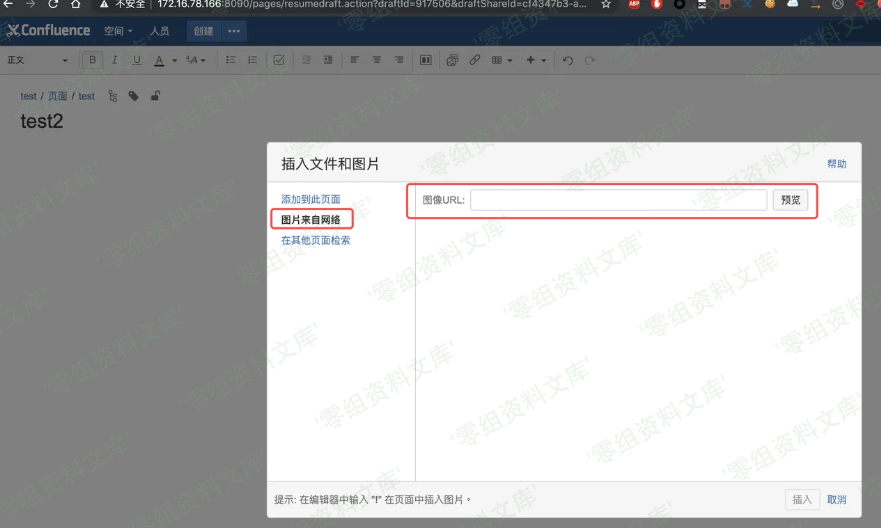 不安全 | 172.16.78.166:8090/pages/resumedraft.action?draftId=917506&draftShareId=cf4347b3-a...
Confluence 空间 人员 创建 •••
正文 B I U A
test / 页面 / test
test2
插入文件和图片 帮助
添加到此页面
图片来自网络
在其他页面检索
图像URL: 预览
提示: 在编辑器中输入 "!" 在页面中插入图片。 插入 取消
'零组资料文库'